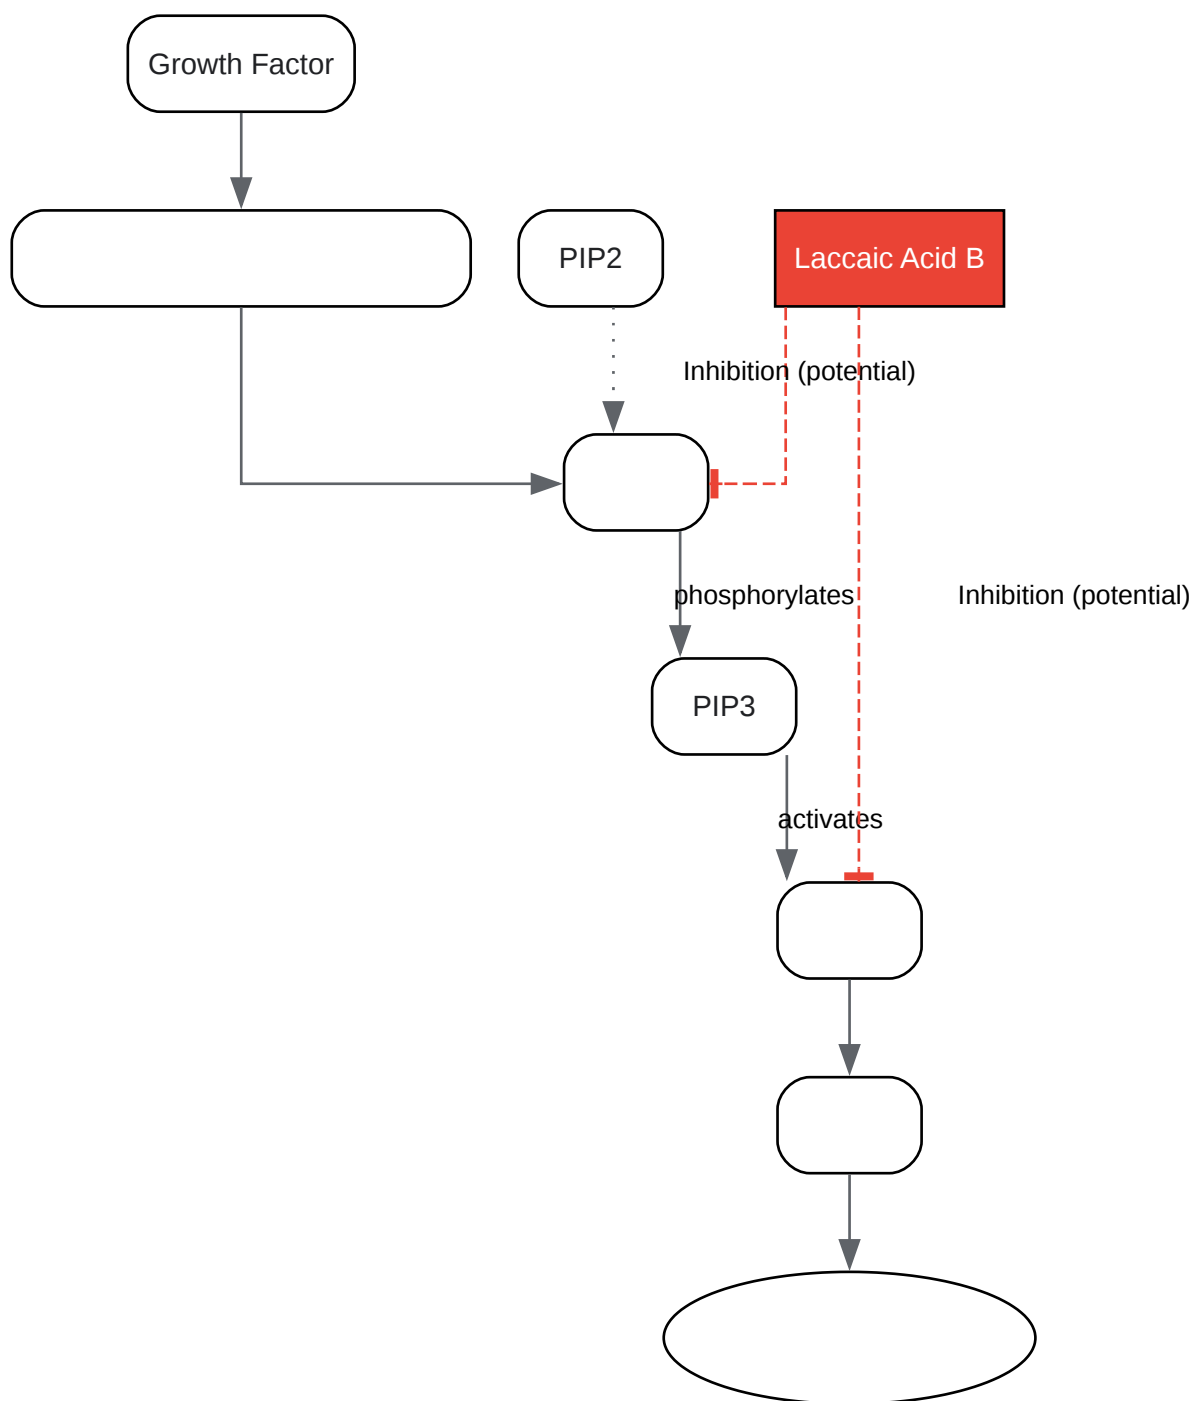 Growth Factor
PIP2
Laccaic Acid B
Inhibition (potential)
phosphorylates
Inhibition (potential)
PIP3
activates